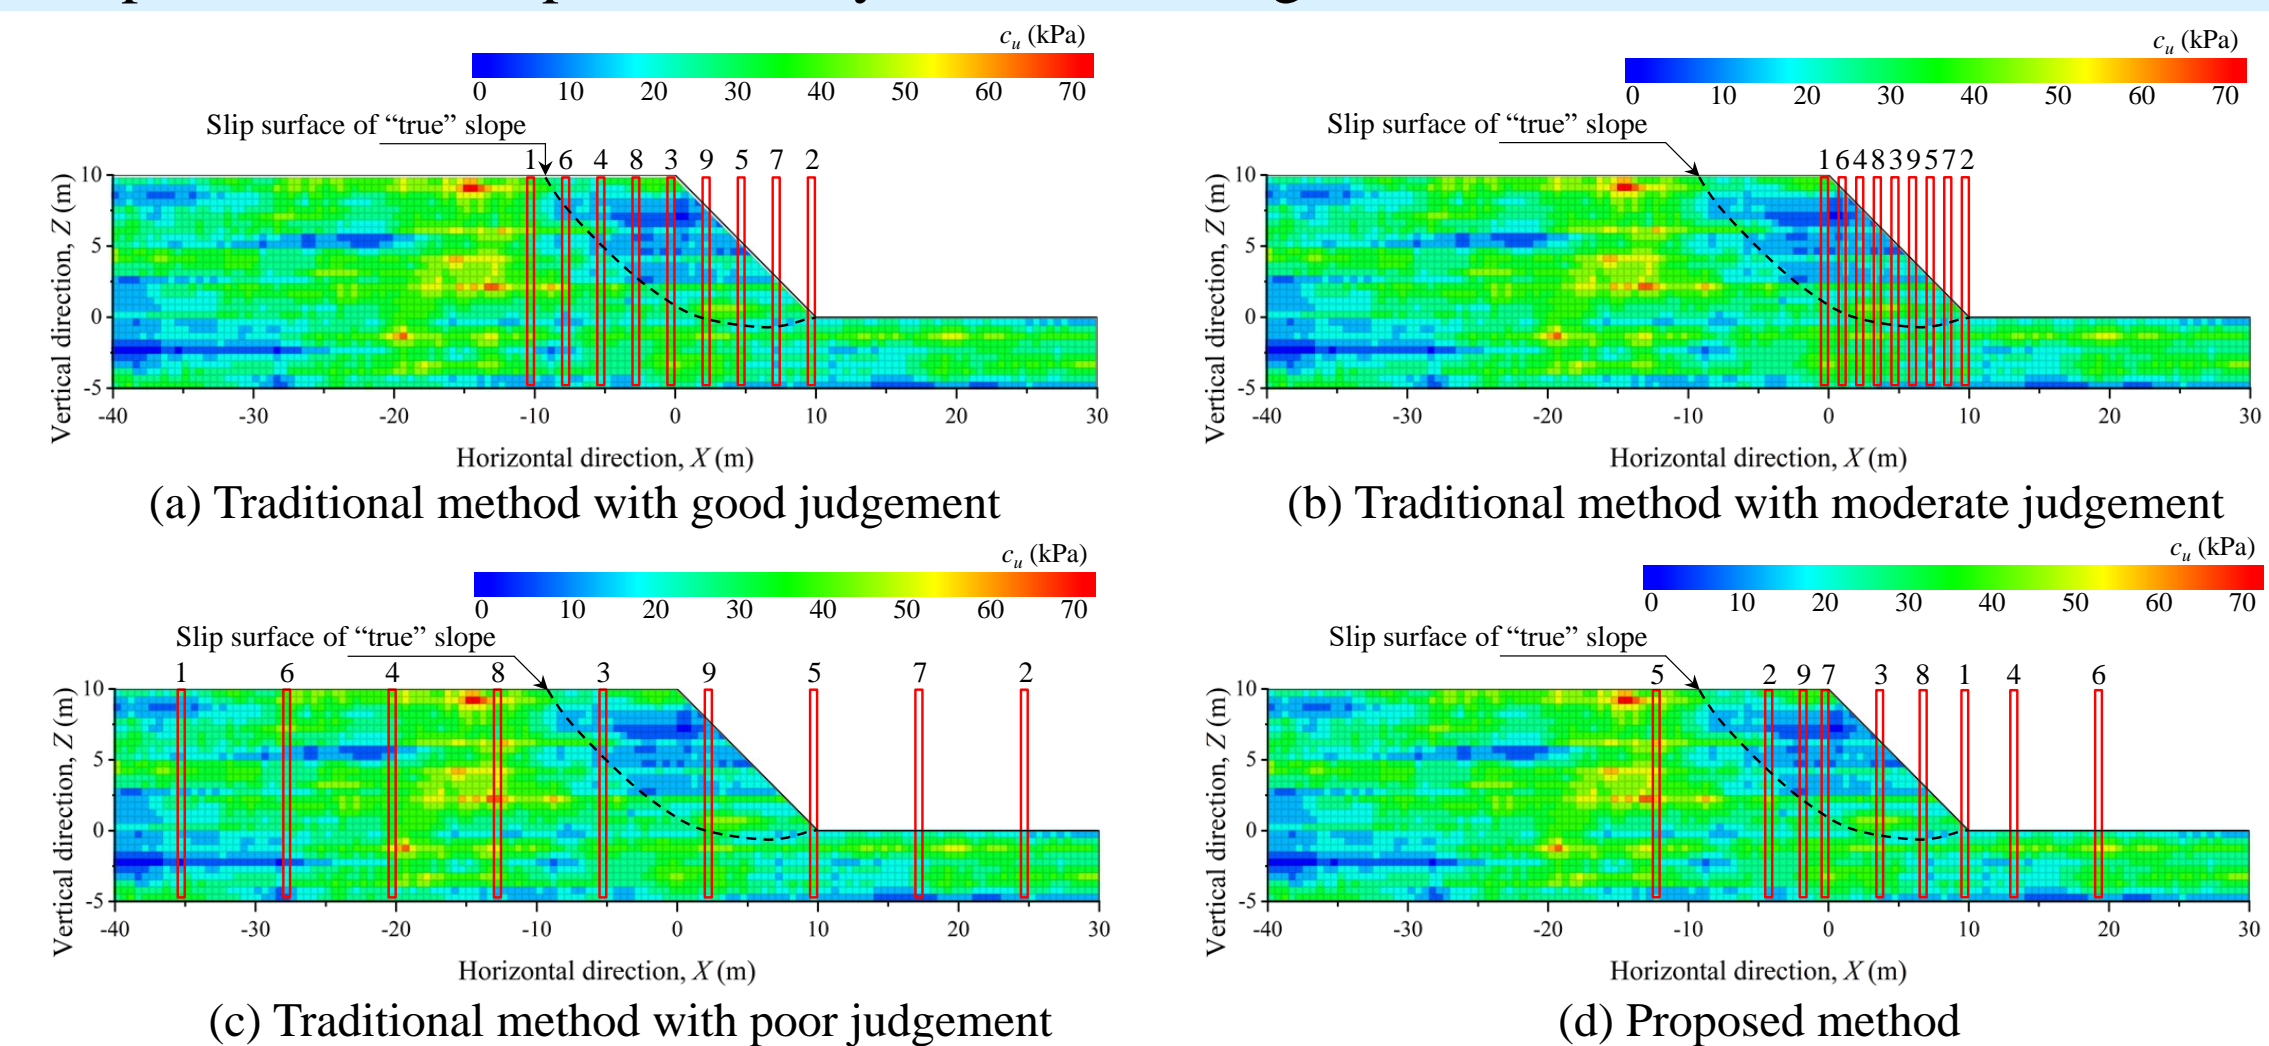 c_u (kPa)
0 10 20 30 40 50 60 70
Slip surface of “true” slope
1 6 4 8 3 9 5 7 2
Vertical direction, Z (m)
10
5
0
-5
-40 -30 -20 -10 0 10 20 30
Horizontal direction, X (m)
(a) Traditional method with good judgement
c_u (kPa)
0 10 20 30 40 50 60 70
Slip surface of “true” slope
1 6 4 8 3 9 5 7 2
Vertical direction, Z (m)
10
5
0
-5
-40 -30 -20 -10 0 10 20 30
Horizontal direction, X (m)
(b) Traditional method with moderate judgement
c_u (kPa)
0 10 20 30 40 50 60 70
Slip surface of “true” slope
1 6 4 8 3 9 5 7 2
Vertical direction, Z (m)
10
5
0
-5
-40 -30 -20 -10 0 10 20 30
Horizontal direction, X (m)
(c) Traditional method with poor judgement
c_u (kPa)
0 10 20 30 40 50 60 70
Slip surface of “true” slope
5 2 9 7 3 8 1 4 6
Vertical direction, Z (m)
10
5
0
-5
-40 -30 -20 -10 0 10 20 30
Horizontal direction, X (m)
(d) Proposed method